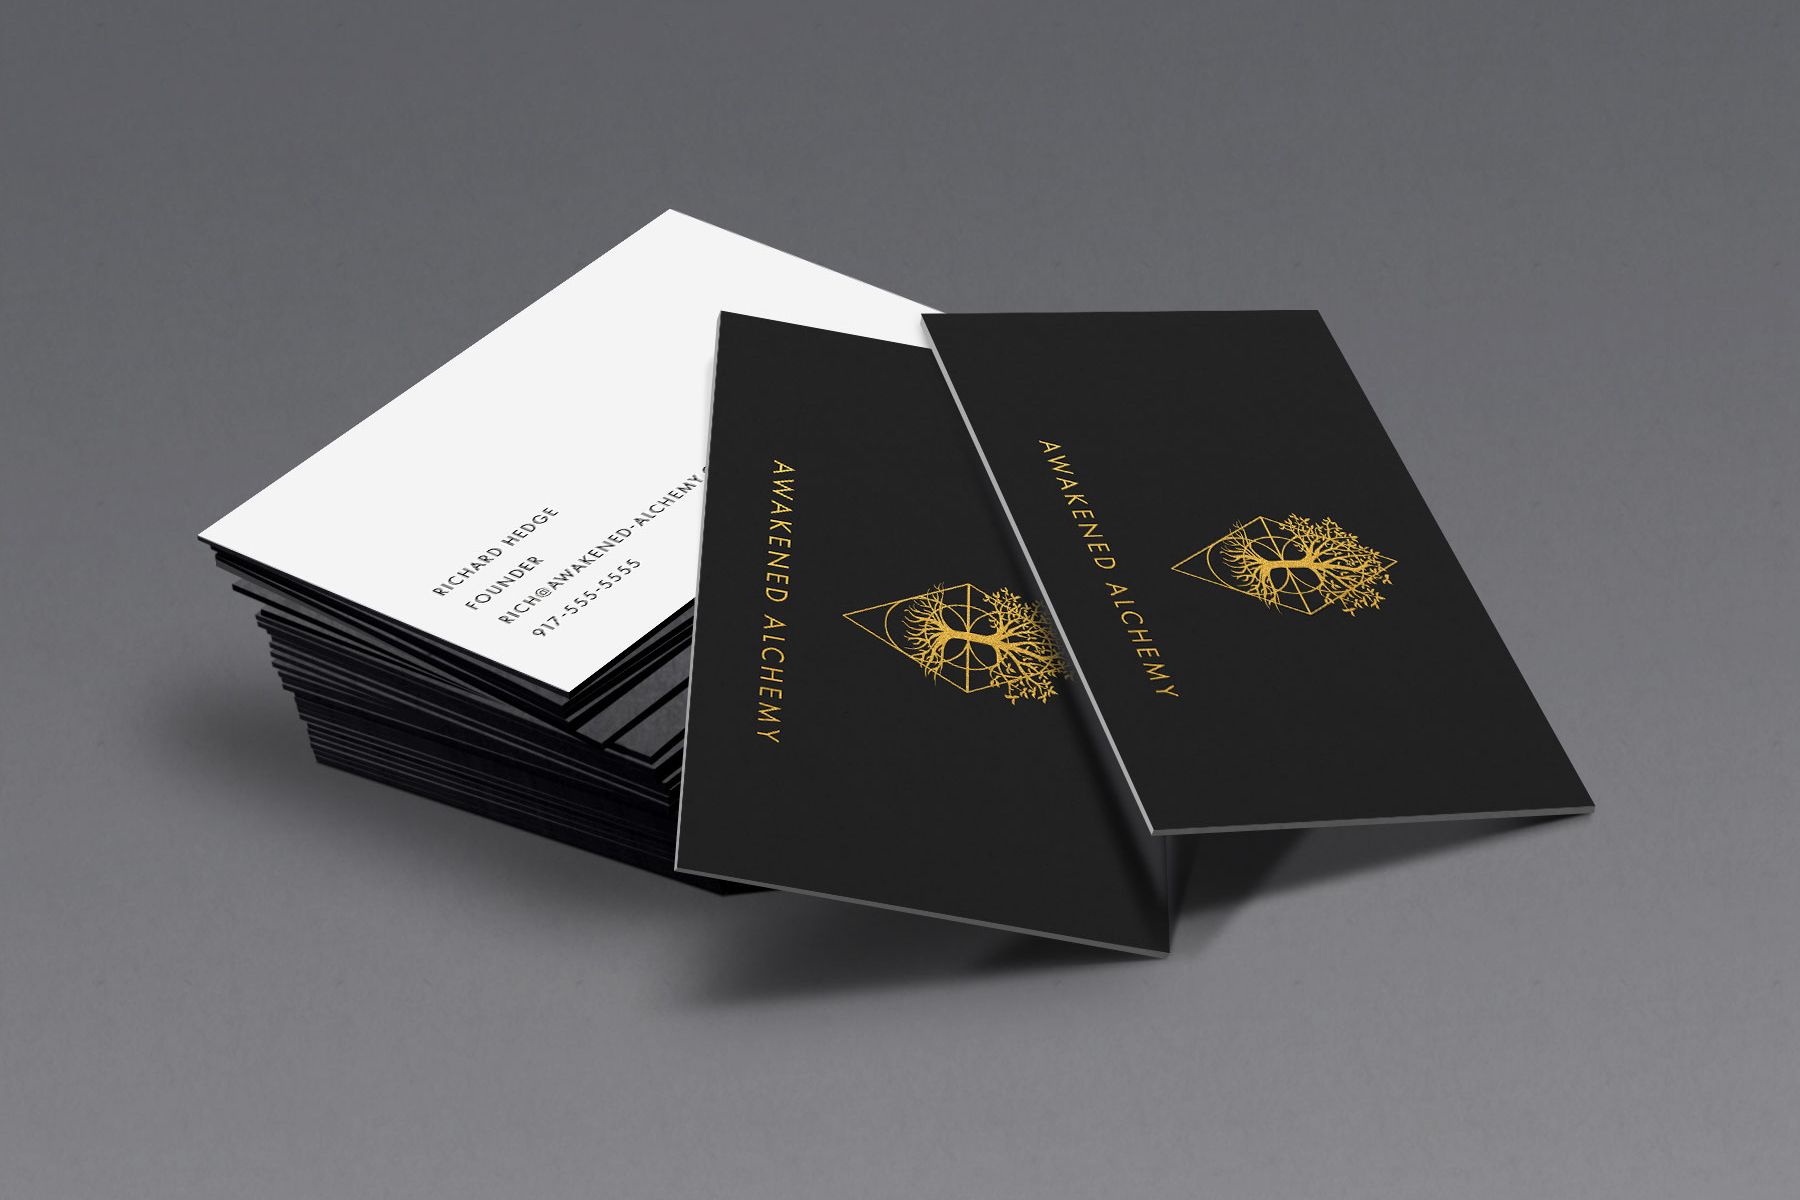 RICHARD HEDGE
FOUNDER
RICH@AWAKENED-ALCHEMY.
917-555-5555
AWAKENED ALCHEMY
AWAKENED ALCHEMY